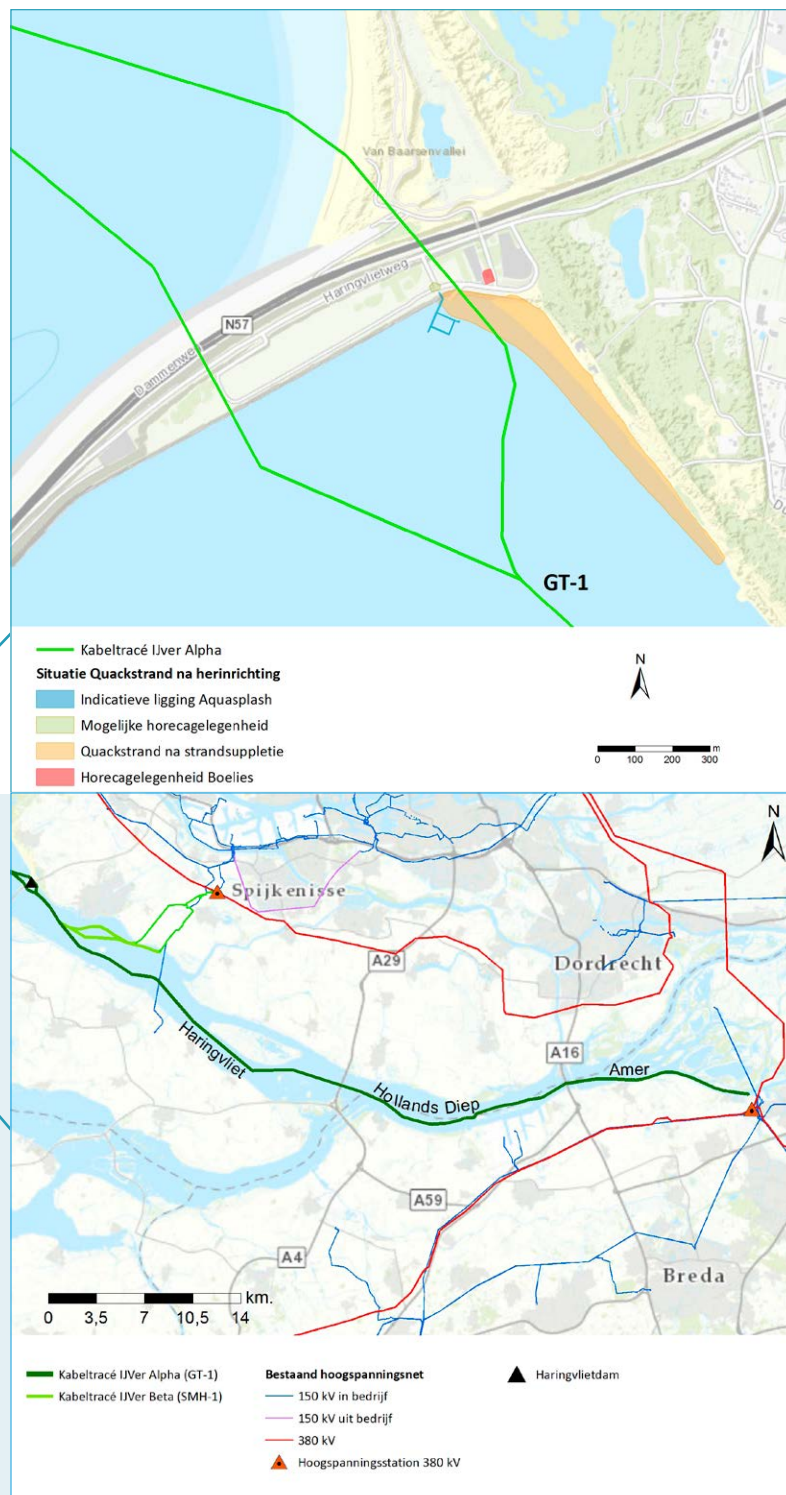 Van Baarsenvallei
Haringvlietweg
N57
Dammenweg
GT-1
Kabeltracé IJver Alpha
Situatie Quackstrand na herinrichting
Indicatieve ligging Aquasplash
Mogelijke horecagelegenheid
Quackstrand na strandsuppletie
Horecagelegenheid Boelies
N
0 100 200 300 m
N
Spijkenisse
A29
Dordrecht
Haringvliet
A16
Hollands Diep
Amer
A59
A4
Breda
km.
0 3,5 7 10,5 14
Kabeltracé IJVer Alpha (GT-1)
Kabeltracé IJVer Beta (SMH-1)
Bestaand hoogspanningsnet
150 kV in bedrijf
150 kV uit bedrijf
380 kV
Hoogspanningsstation 380 kV
Haringvlietdam